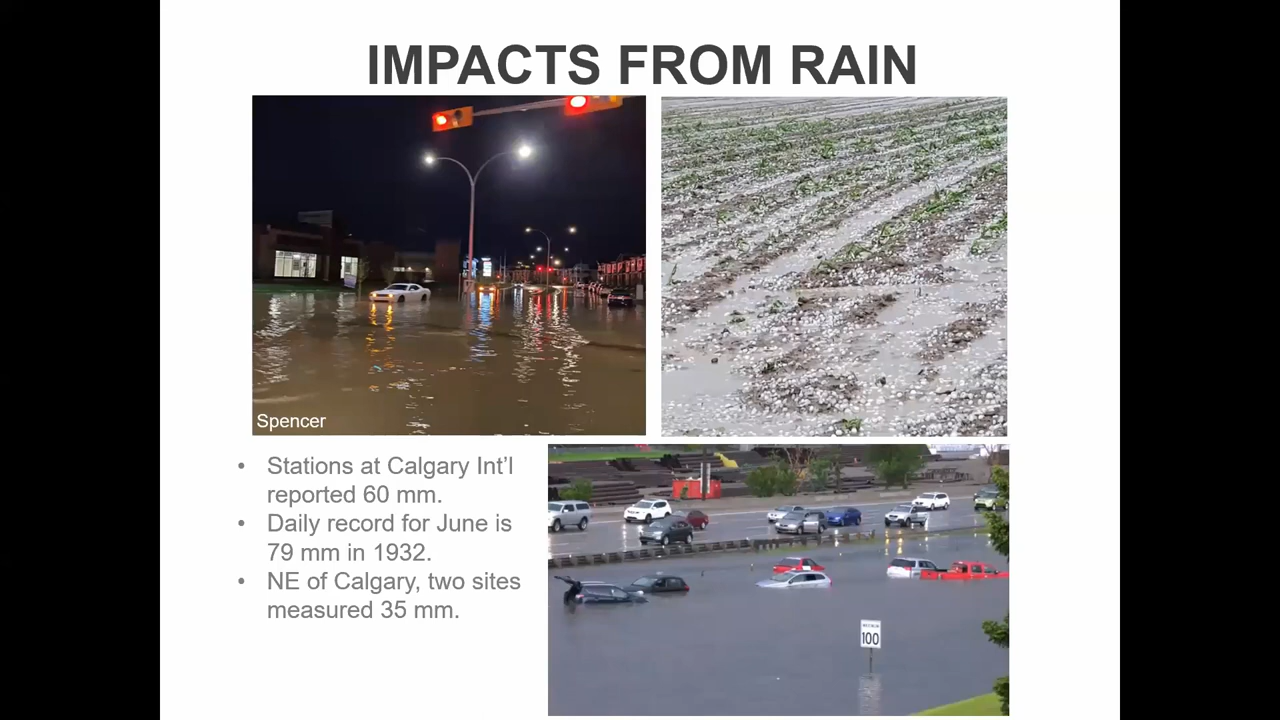 IMPACTS FROM RAIN
Spencer
• Stations at Calgary Int'l
reported 60 mm.
• Daily record for June is
79 mm in 1932.
• NE of Calgary, two sites
measured 35 mm.
MAXIMUM
100